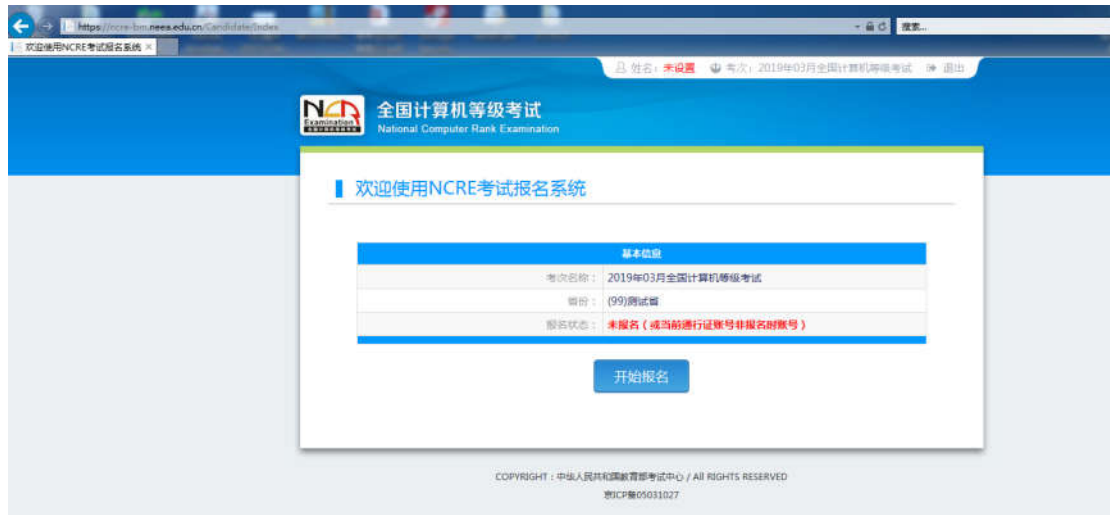 https://ncre-bm.neea.edu.cn/Candidate/Index
搜索...
欢迎使用NCRE考试报名系统
姓名：未设置 考次：2019年03月全国计算机等级考试 退出
NCR
Examination
全国计算机等级考试
National Computer Rank Examination
欢迎使用NCRE考试报名系统
基本信息
考次名称： 2019年03月全国计算机等级考试
省份： (99)测试省
报名状态： 未报名（或当前通行证账号非报名时账号）
开始报名
COPYRIGHT：中华人民共和国教育部考试中心 / All RIGHTS RESERVED
京ICP备05031027